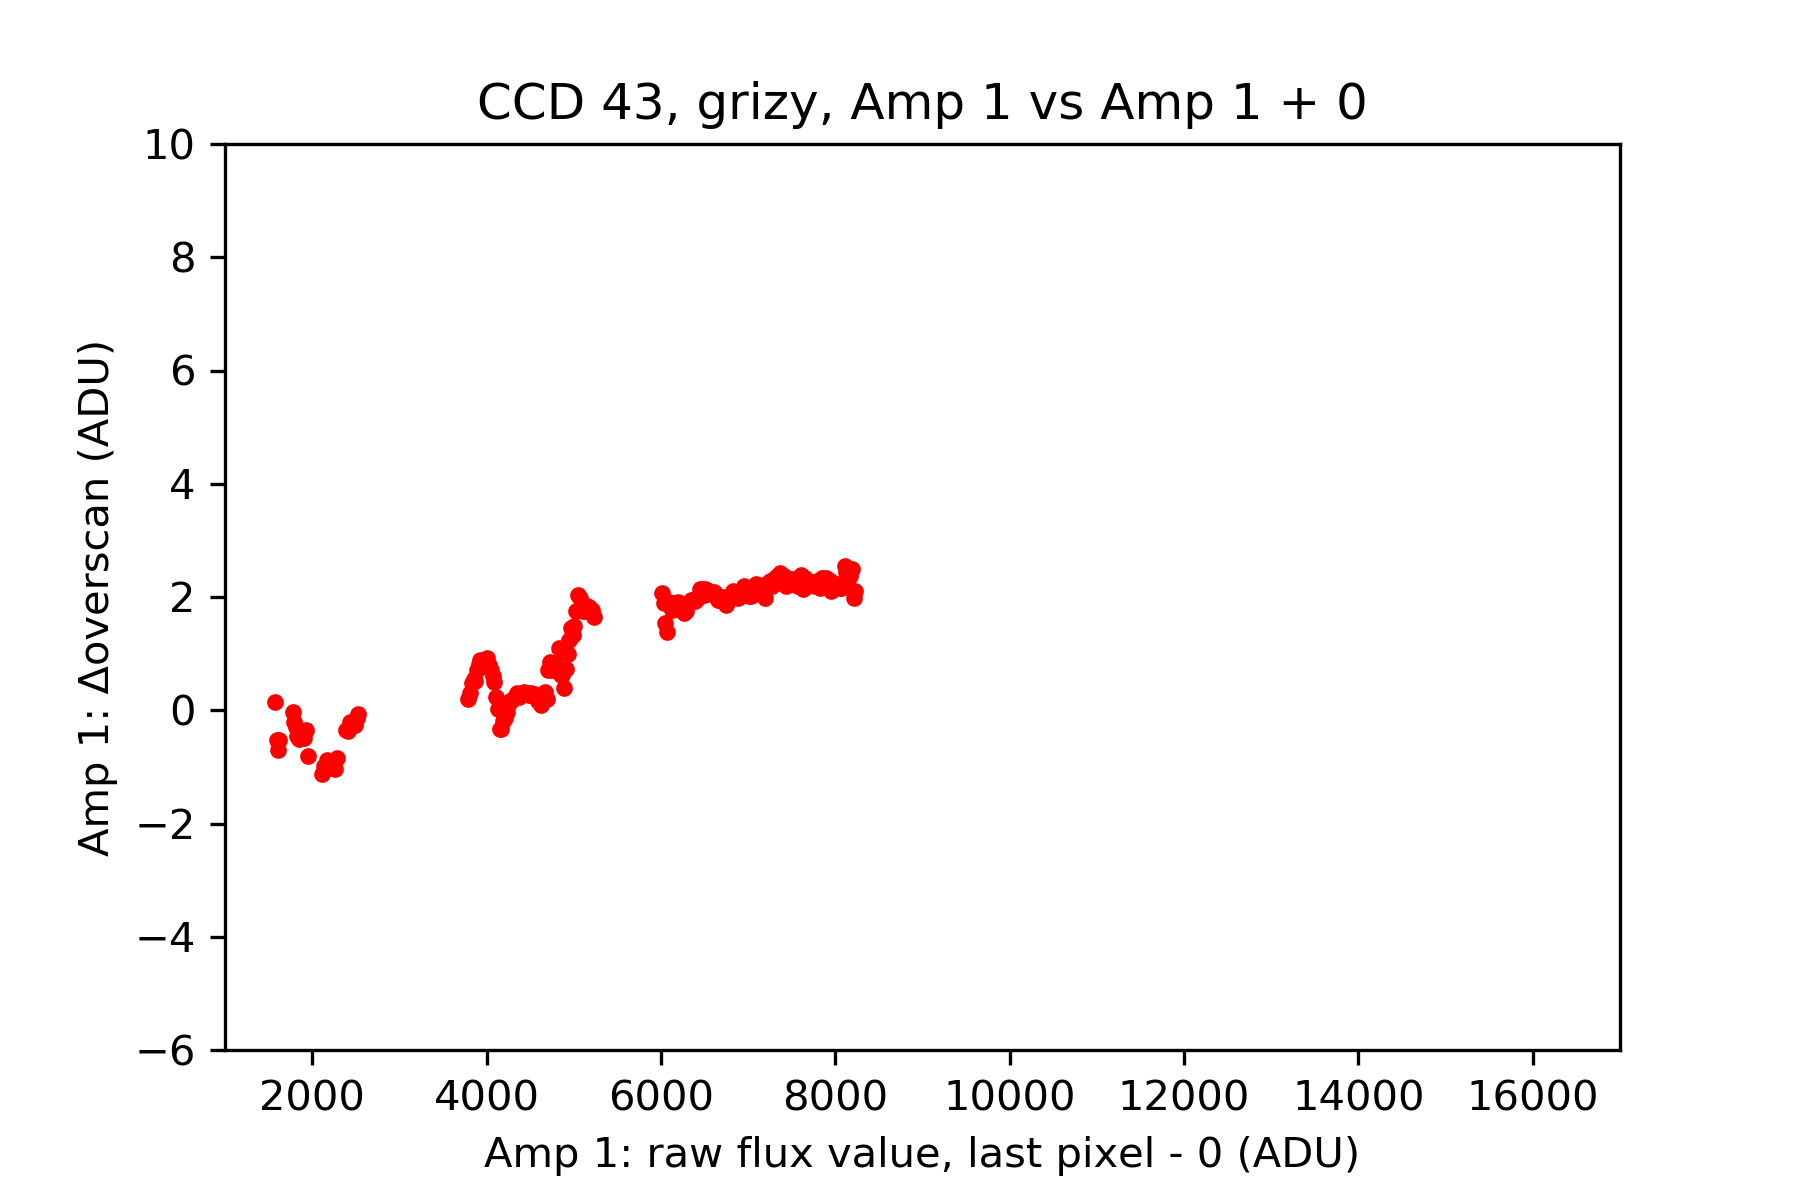 CCD 43, grizy, Amp 1 vs Amp 1 + 0
10
8
6
4
2
0
−2
−4
−6
Amp 1: Δoverscan (ADU)
2000 4000 6000 8000 10000 12000 14000 16000
Amp 1: raw flux value, last pixel - 0 (ADU)